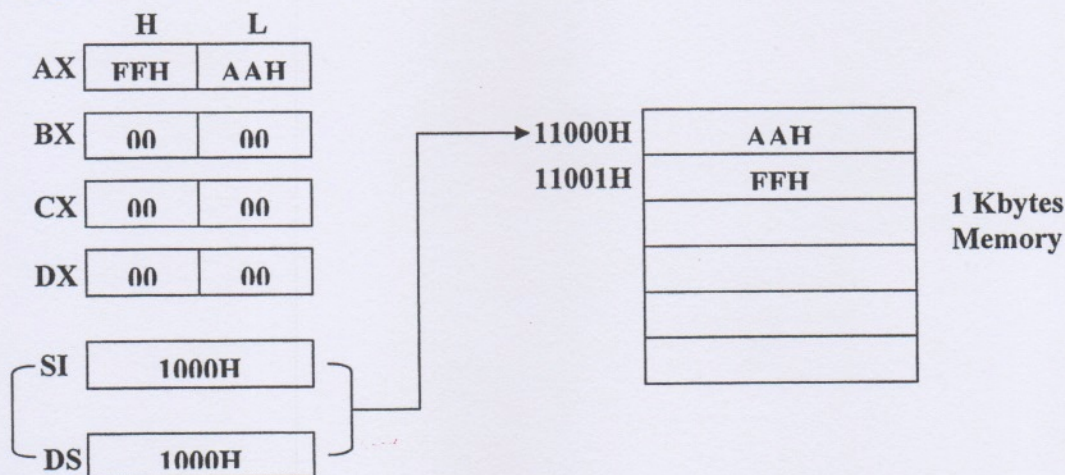 H L
AX FFH AAH
BX 00 00
CX 00 00
DX 00 00
SI 1000H
DS 1000H
11000H AAH
11001H FFH
1 Kbytes
Memory